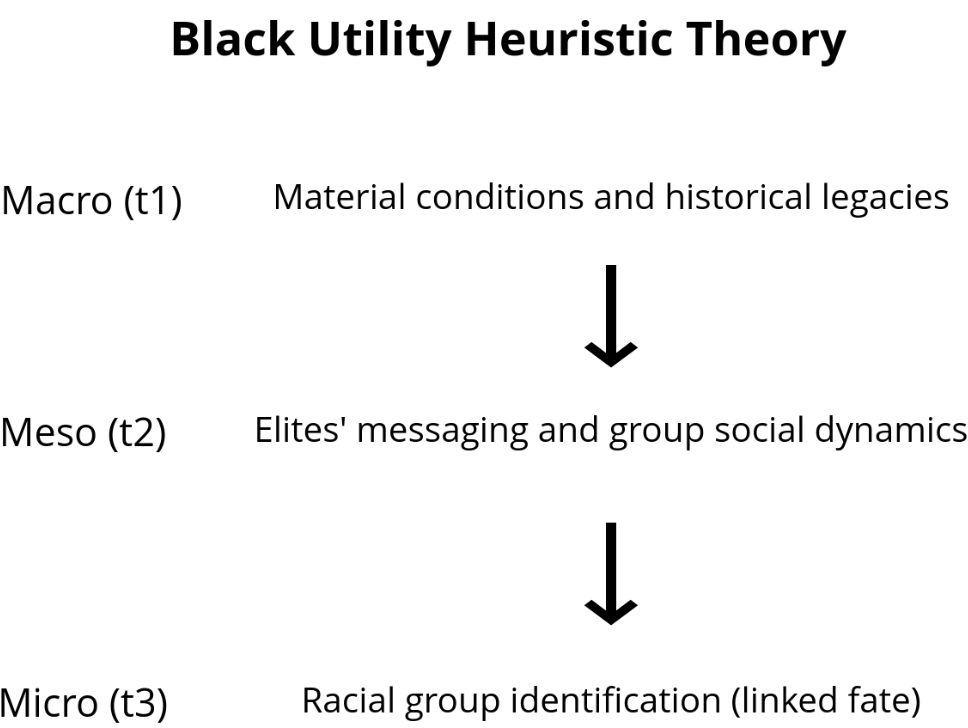 Black Utility Heuristic Theory
Macro (t1) Material conditions and historical legacies
Meso (t2) Elites' messaging and group social dynamics
Micro (t3) Racial group identification (linked fate)